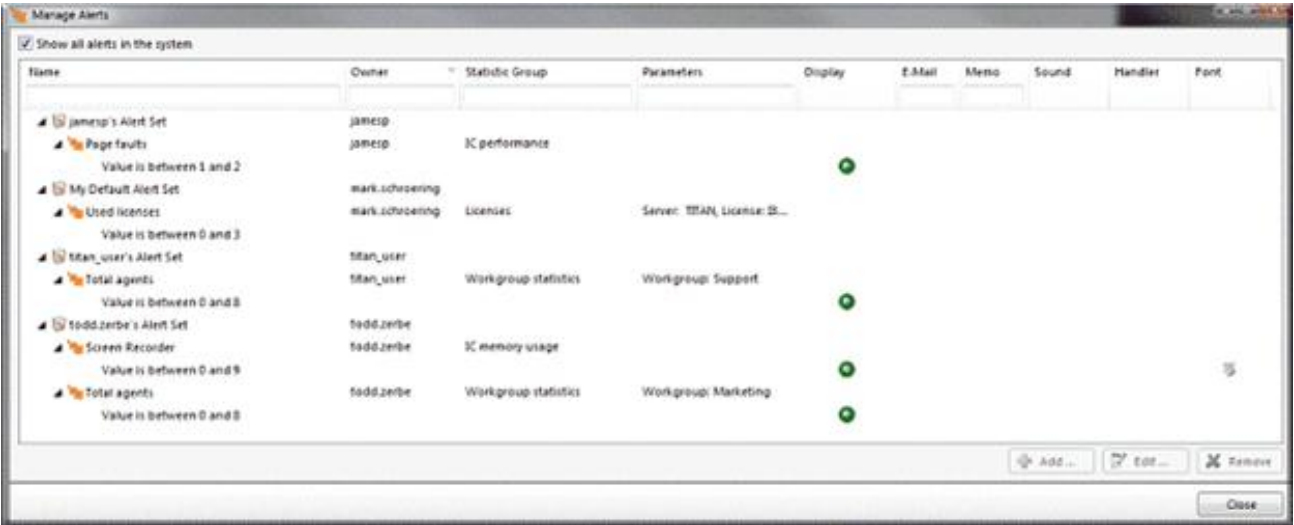 Manage Alerts
Show all alerts in the system
Name Owner Statistic Group Parameters Display E-Mail Memo Sound Handler Font
jamesp's Alert Set jamesp
Page faults jamesp IC performance
Value is between 1 and 2
My Default Alert Set mark.schroering
Used licenses mark.schroering Licenses Server: TITAN, License:
Value is between 0 and 3
titan_user's Alert Set titan_user
Total agents titan_user Workgroup statistics Workgroup: Support
Value is between 0 and 8
todd.zerbe's Alert Set todd.zerbe
Screen Recorder todd.zerbe IC memory usage
Value is between 0 and 9
Total agents todd.zerbe Workgroup statistics Workgroup: Marketing
Value is between 0 and 8
Add... Edit... Remove
Close